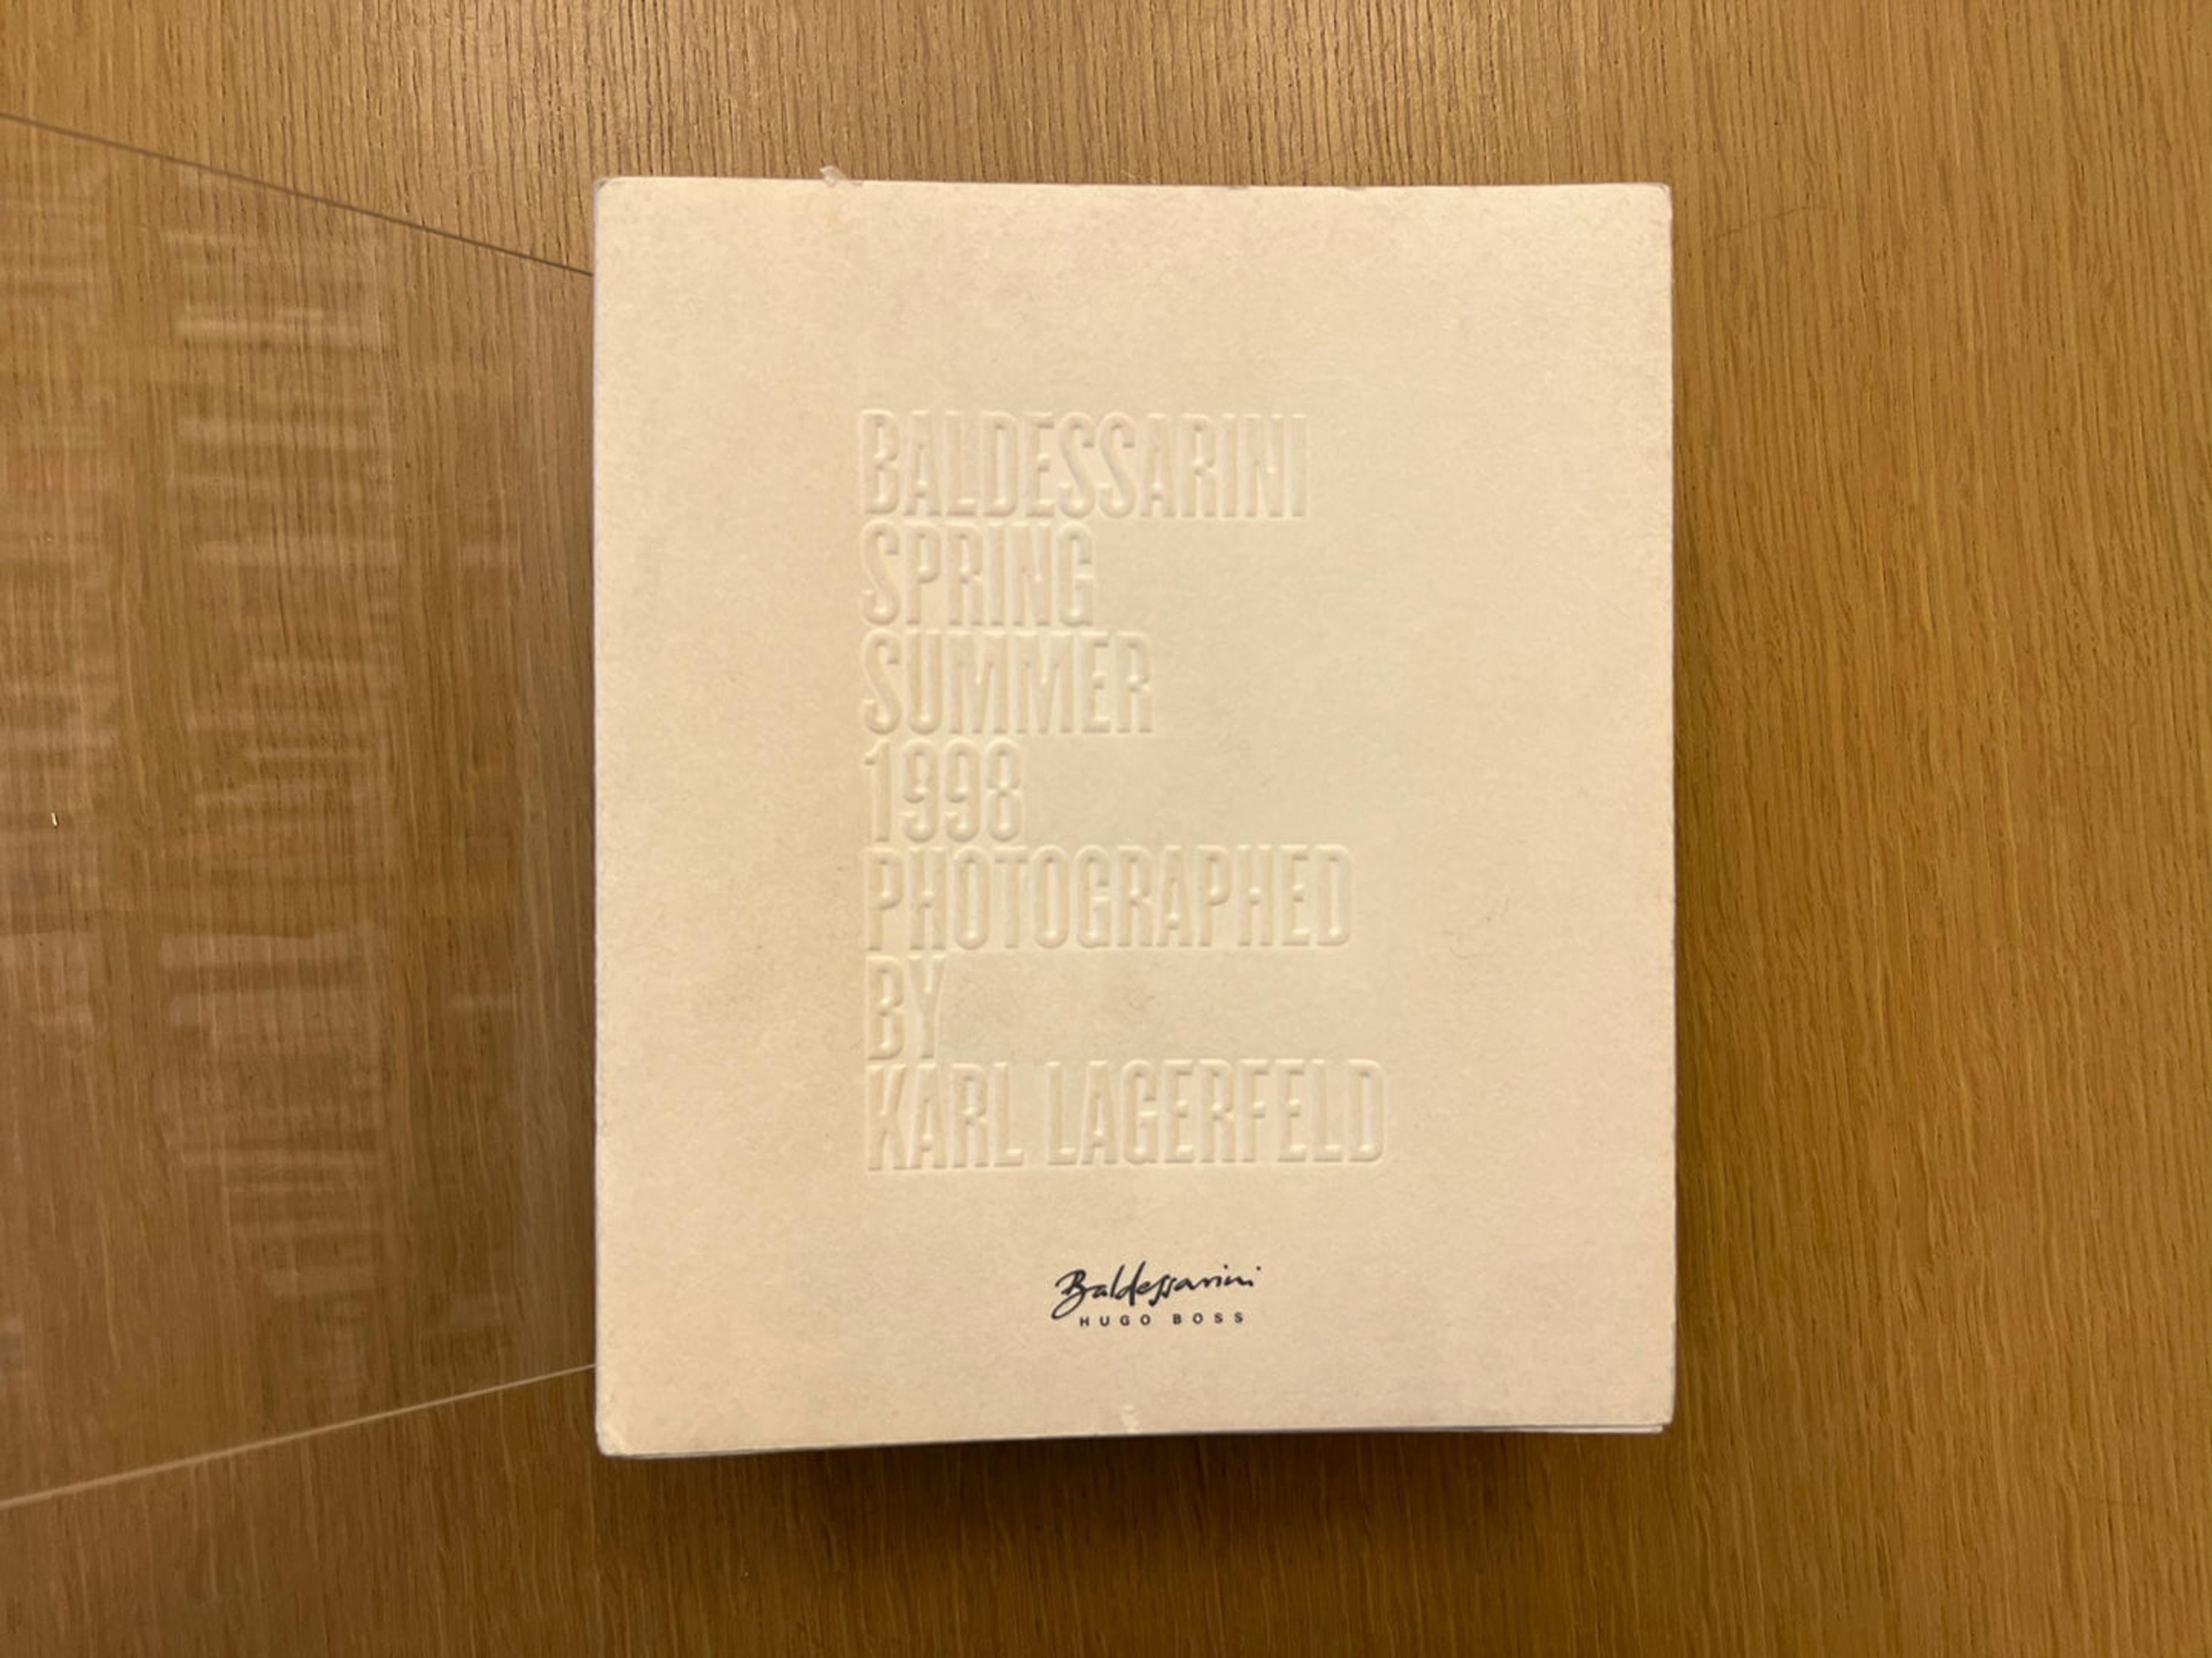 BALDESSARINI
SPRING
SUMMER
1998
PHOTOGRAPHED
BY
KARL LAGERFELD
Baldessarini
HUGO BOSS